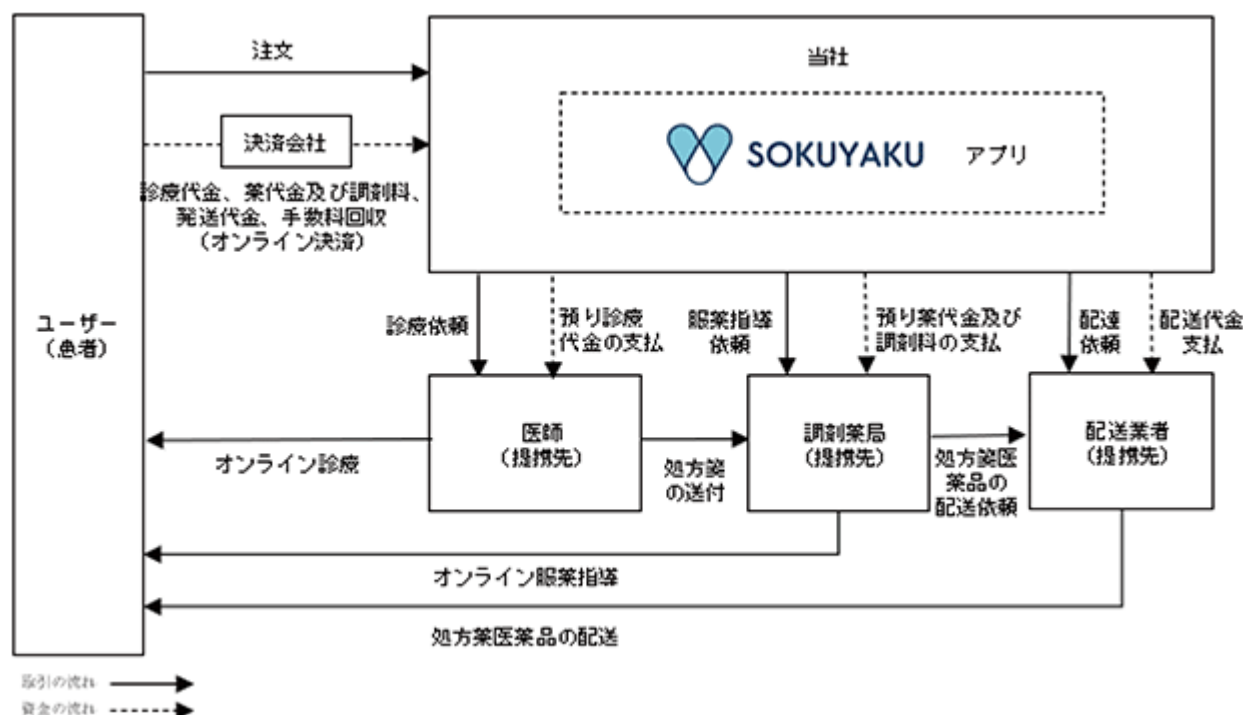 注文
当社
決済会社
SOKUYAKU アプリ
診療代金、薬代金及び調剤料、
発送代金、手数料回収
(オンライン決済)
ユーザー
(患者)
診療依頼
預り診療
代金の支払
服薬指導
依頼
預り薬代金及び
調剤料の支払
配達
依頼
配送代金
支払
医師
(提携先)
調剤薬局
(提携先)
配送業者
(提携先)
オンライン診療
処方箋
の送付
処方箋医
薬品の
配送依頼
オンライン服薬指導
処方薬医薬品の配送
取引の流れ
資金の流れ